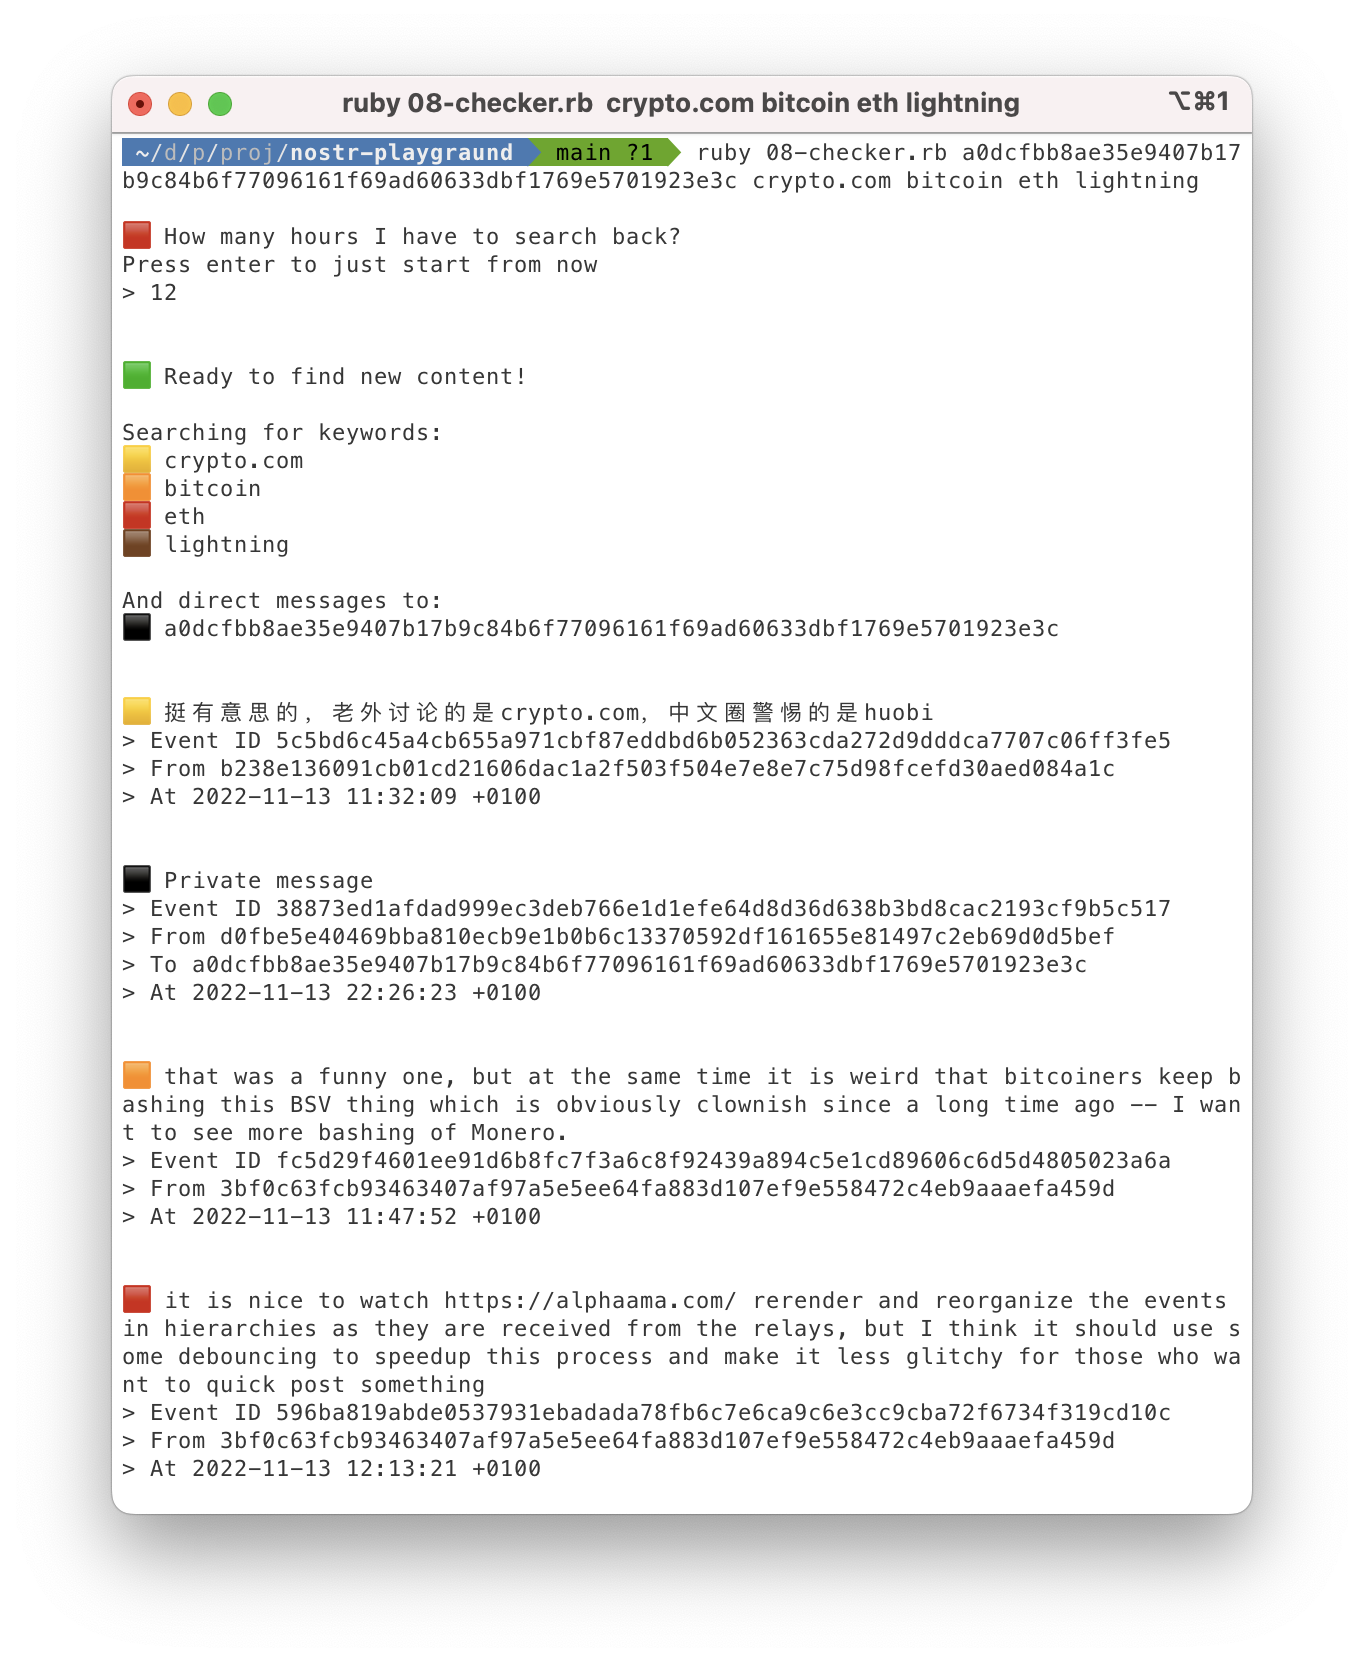 ruby 08-checker.rb crypto.com bitcoin eth lightning
⌥⌘1
~/d/p/proj/nostr-playgraund main ?1 ruby 08-checker.rb a0dcfbb8ae35e9407b17
b9c84b6f77096161f69ad60633dbf1769e5701923e3c crypto.com bitcoin eth lightning
How many hours I have to search back?
Press enter to just start from now
> 12
Ready to find new content!
Searching for keywords:
crypto.com
bitcoin
eth
lightning
And direct messages to:
a0dcfbb8ae35e9407b17b9c84b6f77096161f69ad60633dbf1769e5701923e3c
挺有意思的，老外讨论的是crypto.com，中文圈警惕的是huobi
> Event ID 5c5bd6c45a4cb655a971cbf87eddbd6b052363cda272d9dddca7707c06ff3fe5
> From b238e136091cb01cd21606dac1a2f503f504e7e8e7c75d98fcefd30aed084a1c
> At 2022-11-13 11:32:09 +0100
Private message
> Event ID 38873ed1afdad999ec3deb766e1d1efe64d8d36d638b3bd8cac2193cf9b5c517
> From d0fbe5e40469bba810ecb9e1b0b6c13370592df161655e81497c2eb69d0d5bef
> To a0dcfbb8ae35e9407b17b9c84b6f77096161f69ad60633dbf1769e5701923e3c
> At 2022-11-13 22:26:23 +0100
that was a funny one, but at the same time it is weird that bitcoiners keep b
ashing this BSV thing which is obviously clownish since a long time ago -- I wan
t to see more bashing of Monero.
> Event ID fc5d29f4601ee91d6b8fc7f3a6c8f92439a894c5e1cd89606c6d5d4805023a6a
> From 3bf0c63fcb93463407af97a5e5ee64fa883d107ef9e558472c4eb9aaaefa459d
> At 2022-11-13 11:47:52 +0100
it is nice to watch https://alphaama.com/ rerender and reorganize the events
in hierarchies as they are received from the relays, but I think it should use s
ome debouncing to speedup this process and make it less glitchy for those who wa
nt to quick post something
> Event ID 596ba819abde0537931ebadada78fb6c7e6ca9c6e3cc9cba72f6734f319cd10c
> From 3bf0c63fcb93463407af97a5e5ee64fa883d107ef9e558472c4eb9aaaefa459d
> At 2022-11-13 12:13:21 +0100